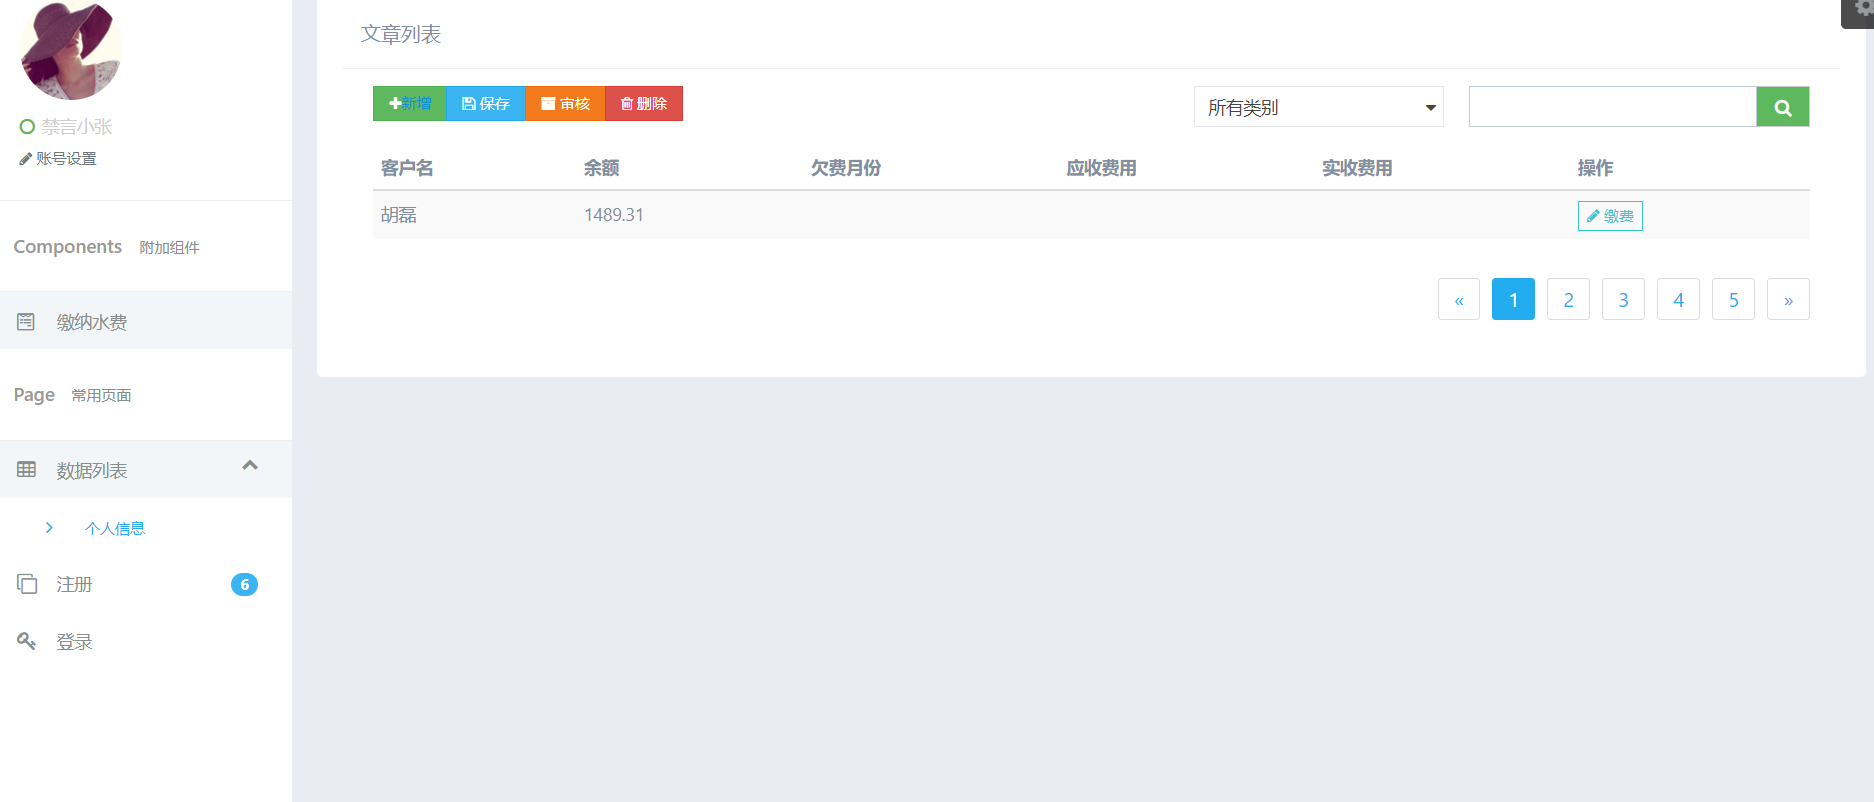 禁言小张
账号设置
Components 附加组件
缴纳水费
Page 常用页面
数据列表
个人信息
注册 6
登录
文章列表
新增 保存 审核 删除 所有类别
客户名 余额 欠费月份 应收费用 实收费用 操作
胡磊 1489.31 缴费
« 1 2 3 4 5 »